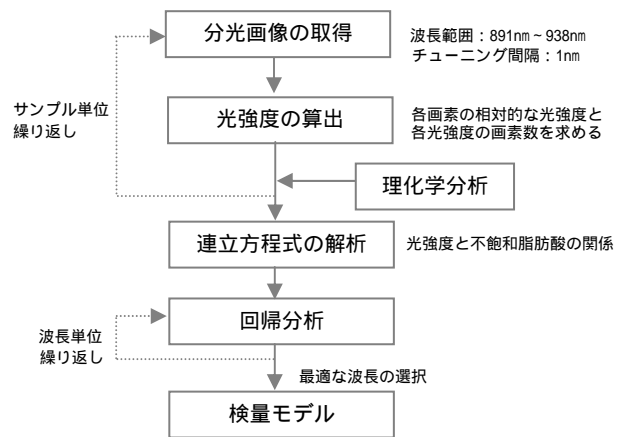 分光画像の取得
波長範囲：891nm～938nm
チューニング間隔：1nm
サンプル単位
繰り返し
光強度の算出
各画素の相対的な光強度と
各光強度の画素数を求める
理化学分析
連立方程式の解析
光強度と不飽和脂肪酸の関係
回帰分析
波長単位
繰り返し
最適な波長の選択
検量モデル